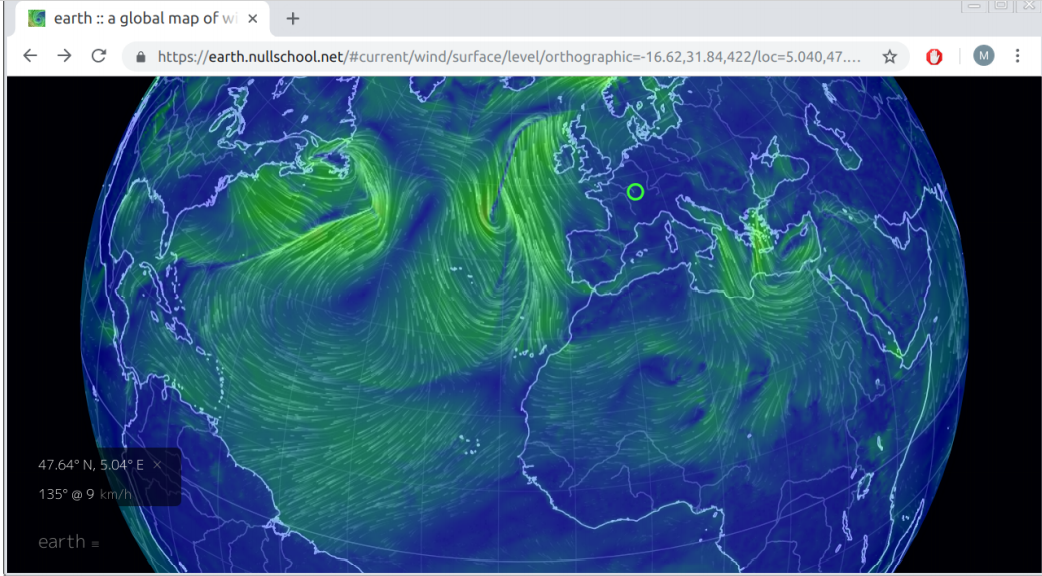 earth :: a global map of wi
https://earth.nullschool.net/#current/wind/surface/level/orthographic=-16.62,31.84,422/loc=5.040,47....
M
47.64° N, 5.04° E ×
135° @ 9 km/h
earth ≡